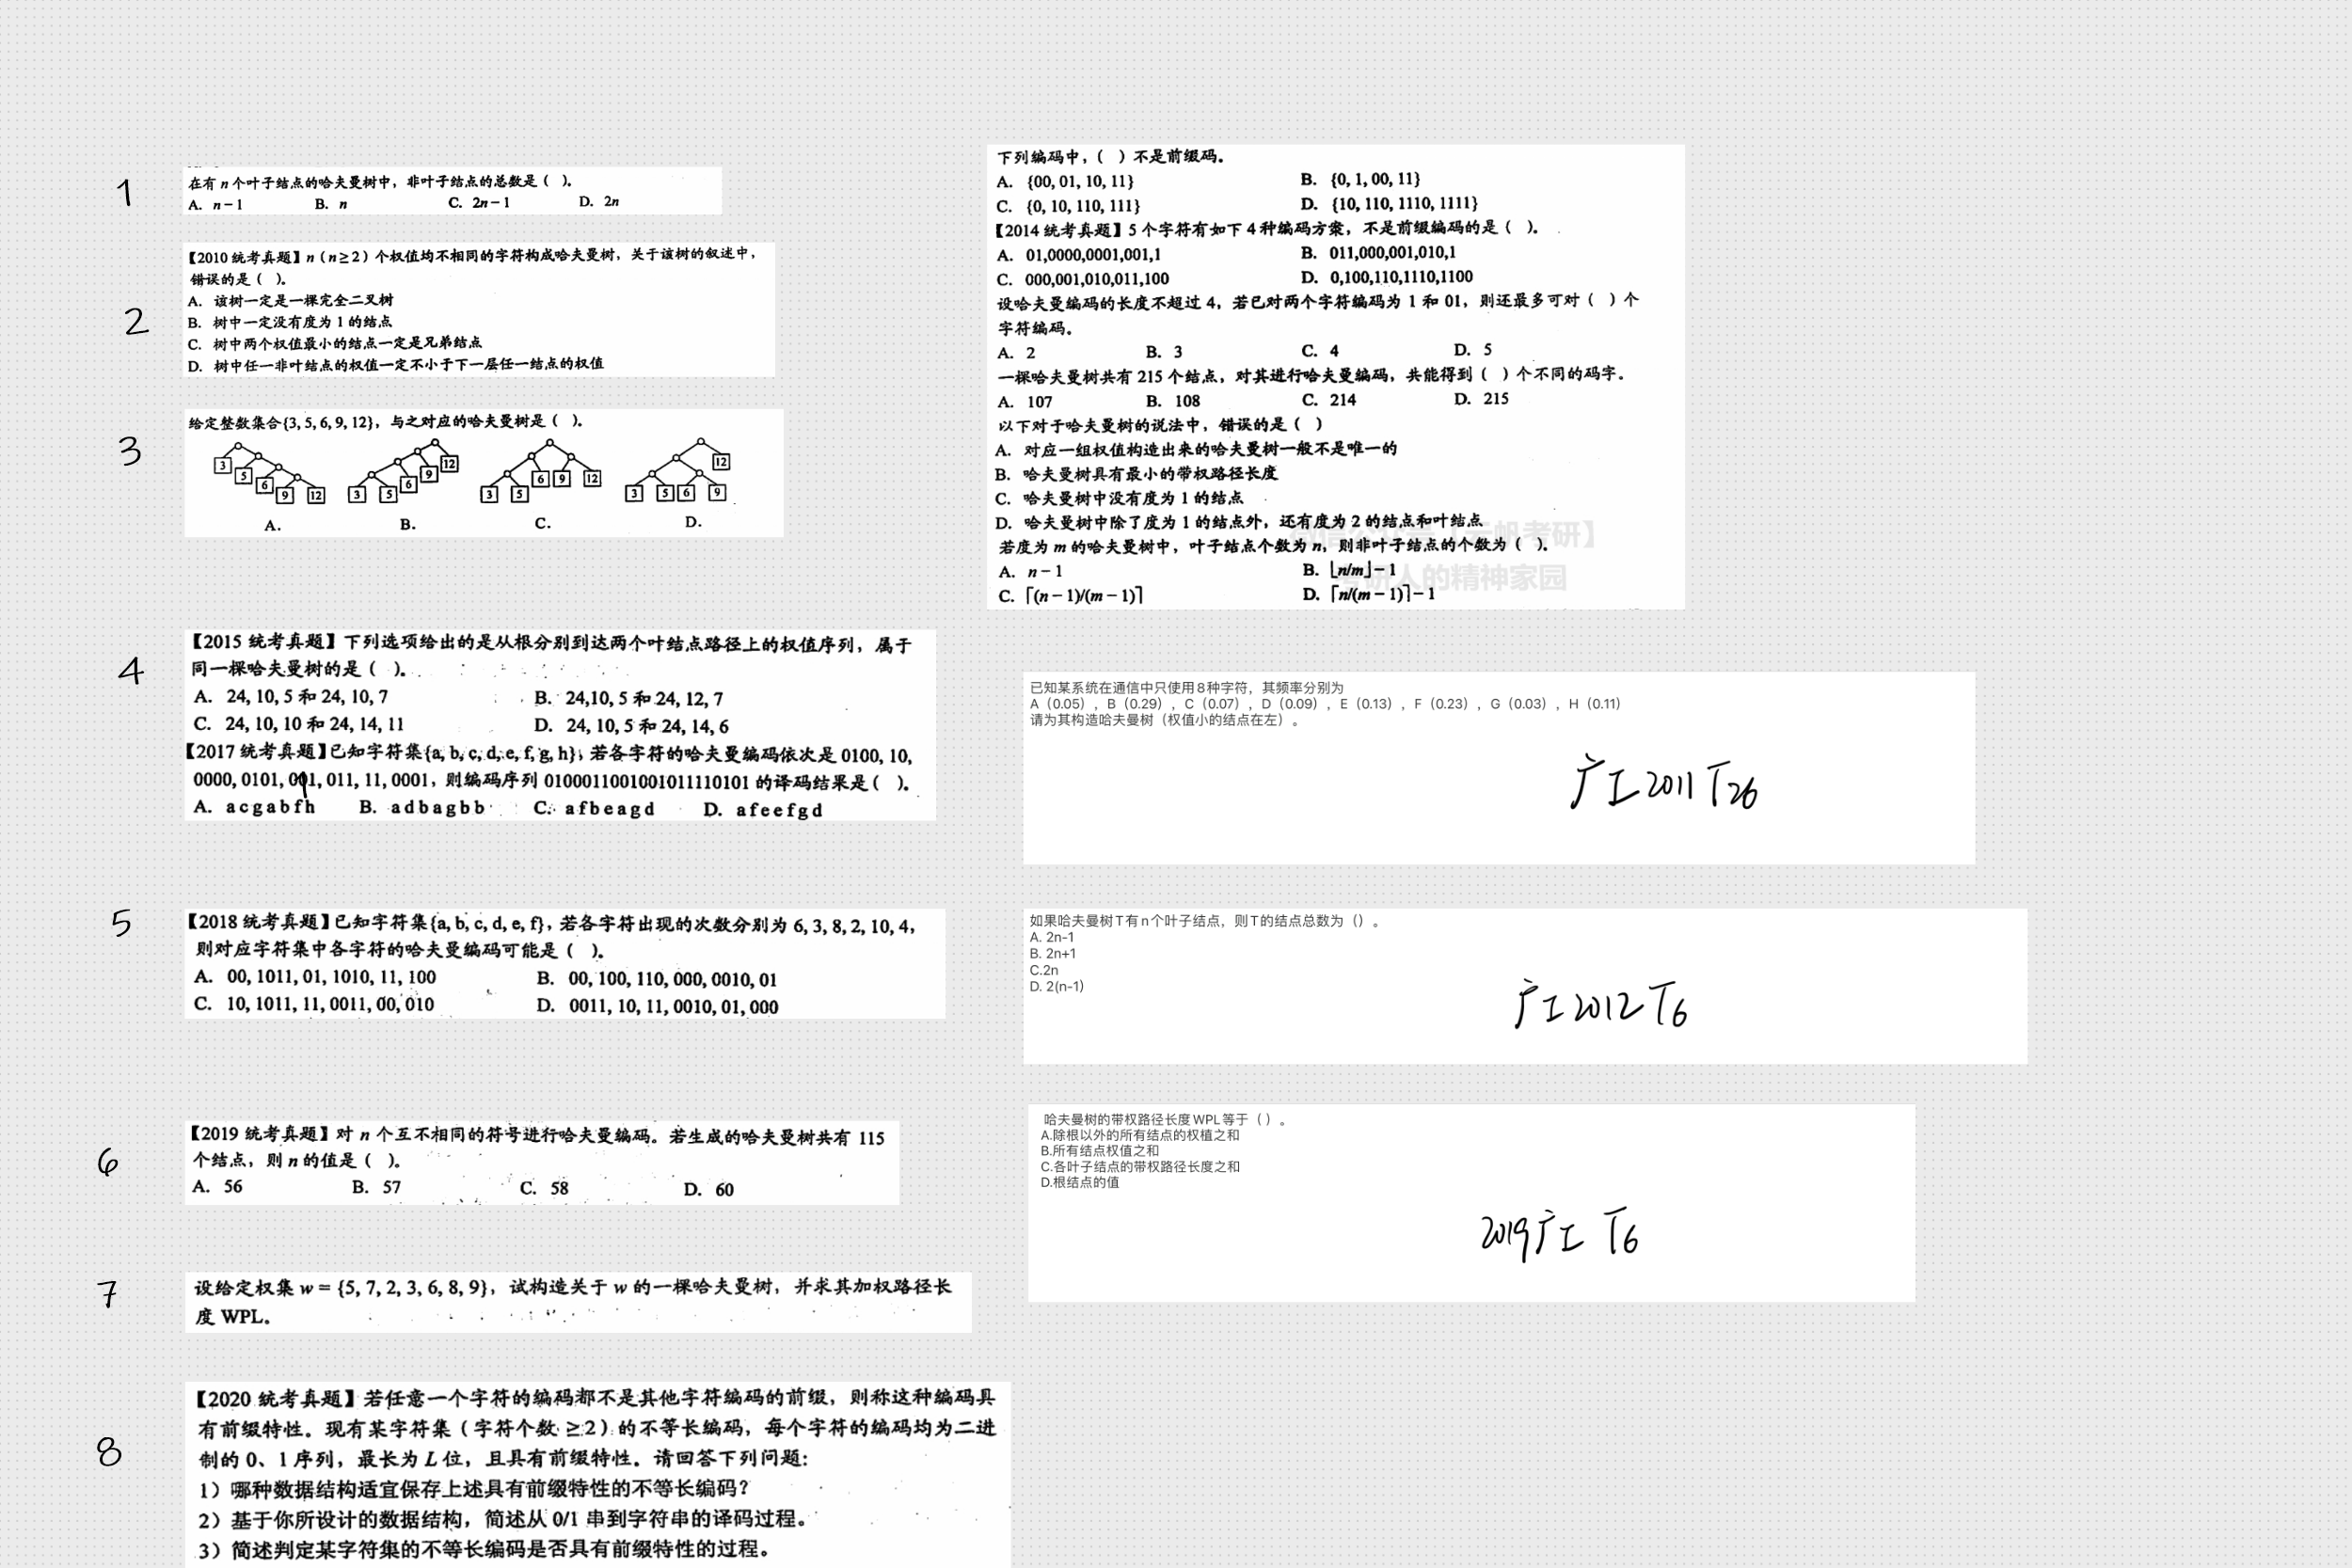 1
在有 n 个叶子结点的哈夫曼树中，非叶子结点的总数是（ ）。
A. n−1 B. n C. 2n−1 D. 2n
2
【2010 统考真题】n（n≥2）个权值均不相同的字符构成哈夫曼树，关于该树的叙述中，
错误的是（ ）。
A. 该树一定是一棵完全二叉树
B. 树中一定没有度为 1 的结点
C. 树中两个权值最小的结点一定是兄弟结点
D. 树中任一非叶结点的权值一定不小于下一层任一结点的权值
3
给定整数集合{3, 5, 6, 9, 12}，与之对应的哈夫曼树是（ ）。
3 5 6 9 12
3 5 6 9 12
3 5 6 9 12
3 5 6 9 12
A. B. C. D.
4
【2015 统考真题】下列选项给出的是从根分别到达两个叶结点路径上的权值序列，属于
同一棵哈夫曼树的是（ ）。
A. 24, 10, 5 和 24, 10, 7 B. 24,10, 5 和 24, 12, 7
C. 24, 10, 10 和 24, 14, 11 D. 24, 10, 5 和 24, 14, 6
【2017 统考真题】已知字符集{a, b, c, d, e, f, g, h}，若各字符的哈夫曼编码依次是 0100, 10,
0000, 0101, 001, 011, 11, 0001，则编码序列 0100011001001011110101 的译码结果是（ ）。
A. a c g a b f h B. a d b a g b b C. a f b e a g d D. a f e e f g d
5
【2018 统考真题】已知字符集{a, b, c, d, e, f}，若各字符出现的次数分别为 6, 3, 8, 2, 10, 4，
则对应字符集中各字符的哈夫曼编码可能是（ ）。
A. 00, 1011, 01, 1010, 11, 100 B. 00, 100, 110, 000, 0010, 01
C. 10, 1011, 11, 0011, 00, 010 D. 0011, 10, 11, 0010, 01, 000
6
【2019 统考真题】对 n 个互不相同的符号进行哈夫曼编码。若生成的哈夫曼树共有 115
个结点，则 n 的值是（ ）。
A. 56 B. 57 C. 58 D. 60
7
设给定权集 w = {5, 7, 2, 3, 6, 8, 9}，试构造关于 w 的一棵哈夫曼树，并求其加权路径长
度 WPL。
8
【2020 统考真题】若任意一个字符的编码都不是其他字符编码的前缀，则称这种编码具
有前缀特性。现有某字符集（字符个数 ≥2）的不等长编码，每个字符的编码均为二进
制的 0、1 序列，最长为 L 位，且具有前缀特性。请回答下列问题：
1）哪种数据结构适宜保存上述具有前缀特性的不等长编码？
2）基于你所设计的数据结构，简述从 0/1 串到字符串的译码过程。
3）简述判定某字符集的不等长编码是否具有前缀特性的过程。
下列编码中，（ ）不是前缀码。
A. {00, 01, 10, 11} B. {0, 1, 00, 11}
C. {0, 10, 110, 111} D. {10, 110, 1110, 1111}
【2014 统考真题】5 个字符有如下 4 种编码方案，不是前缀编码的是（ ）。
A. 01,0000,0001,001,1 B. 011,000,001,010,1
C. 000,001,010,011,100 D. 0,100,110,1110,1100
设哈夫曼编码的长度不超过 4，若已对两个字符编码为 1 和 01，则还最多可对（ ）个
字符编码。
A. 2 B. 3 C. 4 D. 5
一棵哈夫曼树共有 215 个结点，对其进行哈夫曼编码，共能得到（ ）个不同的码字。
A. 107 B. 108 C. 214 D. 215
以下对于哈夫曼树的说法中，错误的是（ ）
A. 对应一组权值构造出来的哈夫曼树一般不是唯一的
B. 哈夫曼树具有最小的带权路径长度
C. 哈夫曼树中没有度为 1 的结点
D. 哈夫曼树中除了度为 1 的结点外，还有度为 2 的结点和叶结点
帆考研】
若度为 m 的哈夫曼树中，叶子结点个数为 n，则非叶子结点的个数为（ ）。
A. n−1 B. ⌊n/m⌋−1
研人的精神家园
C. ⌈(n−1)/(m−1)⌉ D. ⌈n/(m−1)⌉−1
已知某系统在通信中只使用8种字符，其频率分别为
A（0.05），B（0.29），C（0.07），D（0.09），E（0.13），F（0.23），G（0.03），H（0.11）
请为其构造哈夫曼树（权值小的结点在左）。
广工 2011 T26
如果哈夫曼树T有n个叶子结点，则T的结点总数为（）。
A. 2n-1
B. 2n+1
C.2n
D. 2(n-1)
广工 2012 T6
哈夫曼树的带权路径长度WPL等于（ ）。
A.除根以外的所有结点的权植之和
B.所有结点权值之和
C.各叶子结点的带权路径长度之和
D.根结点的值
2019广工 T6